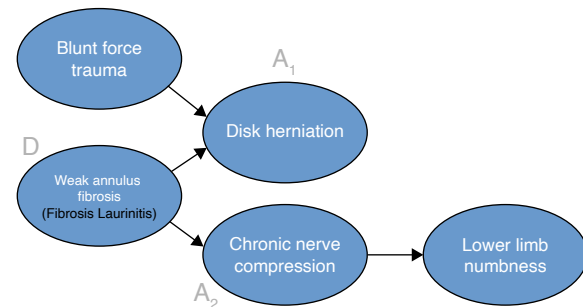 Blunt force
trauma
A₁
Disk herniation
D
Weak annulus
fibrosis
(Fibrosis Laurinitis)
Chronic nerve
compression
A₂
Lower limb
numbness